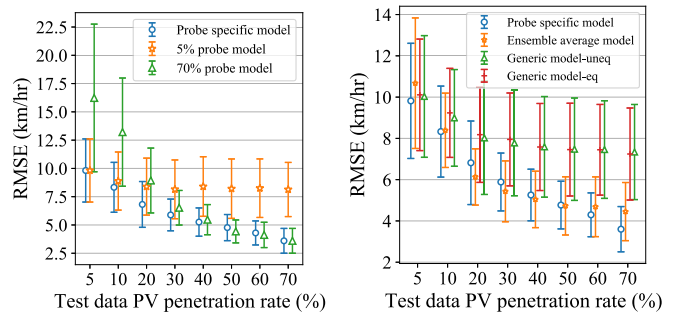 RMSE (km/hr)
22.5
20.0
17.5
15.0
12.5
10.0
7.5
5.0
2.5
Probe specific model
5% probe model
70% probe model
5 10 20 30 40 50 60 70
Test data PV penetration rate (%)
RMSE (km/hr)
14
12
10
8
6
4
2
Probe specific model
Ensemble average model
Generic model-uneq
Generic model-eq
5 10 20 30 40 50 60 70
Test data PV penetration rate (%)